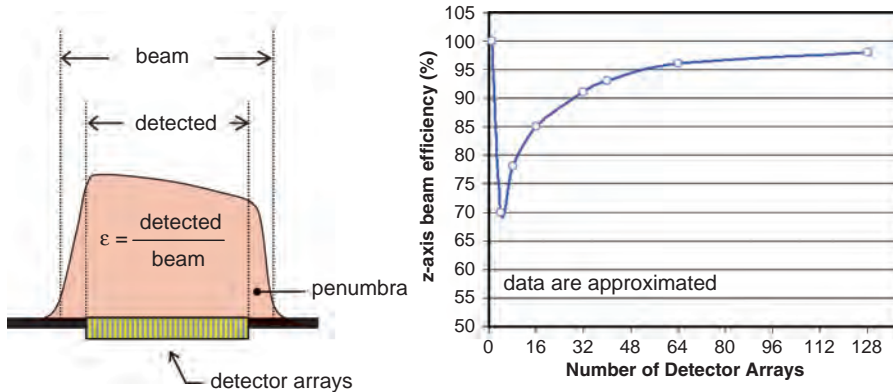 beam
detected
ε = detected
beam
penumbra
detector arrays
z-axis beam efficiency (%)
105
100
95
90
85
80
75
70
65
60
55
50
data are approximated
0 16 32 48 64 80 96 112 128
Number of Detector Arrays